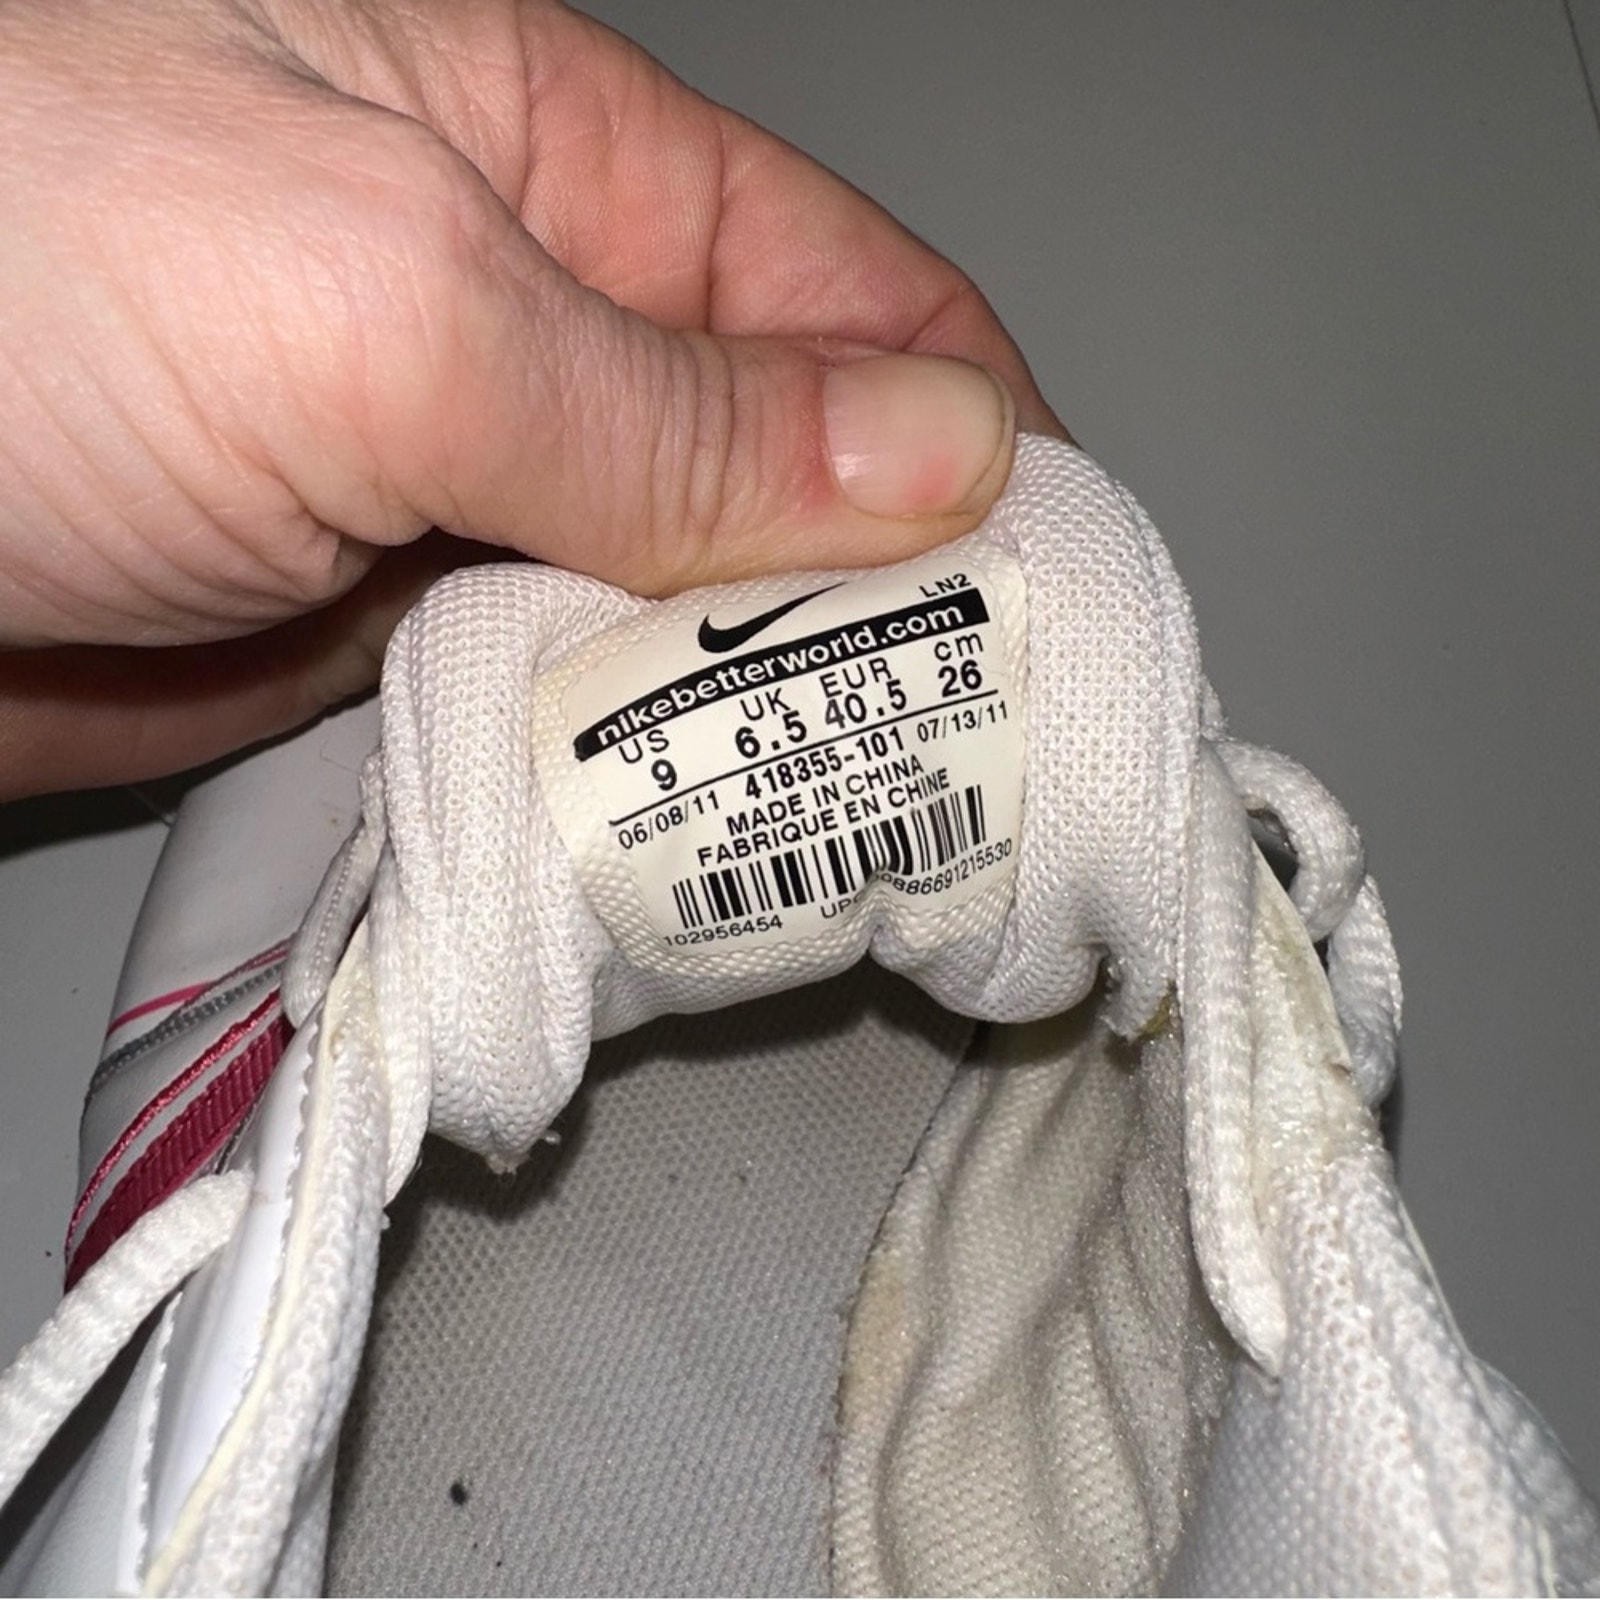 LN2
nikebetterworld.com
US UK EUR cm
9 6.5 40.5 26
06/08/11 418355-101 07/13/11
MADE IN CHINA
FABRIQUE EN CHINE
102956454